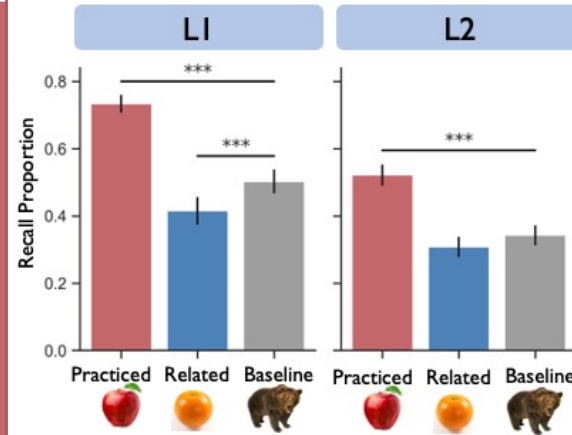 L1
L2
***
***
***
0.8
0.6
0.4
0.2
0.0
Recall Proportion
Practiced Related Baseline
Practiced Related Baseline